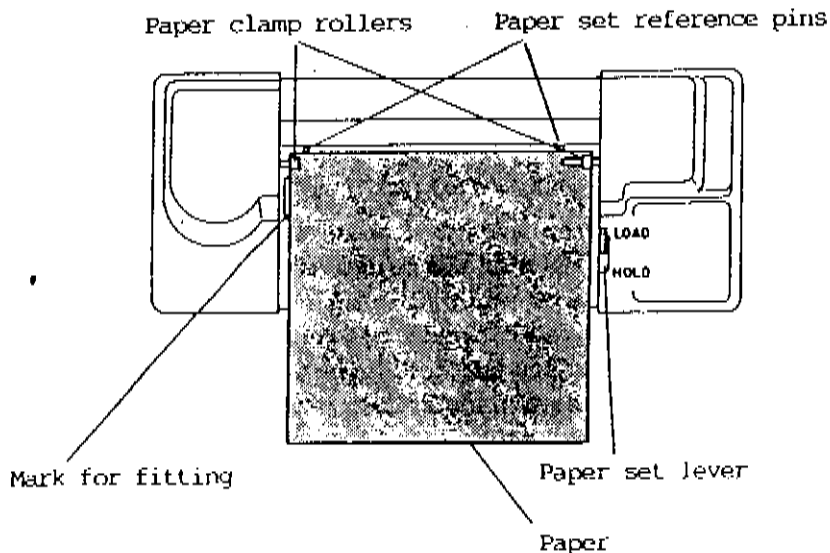 Paper clamp rollers
Paper set reference pins
LOAD
HOLD
Mark for fitting
Paper set lever
Paper